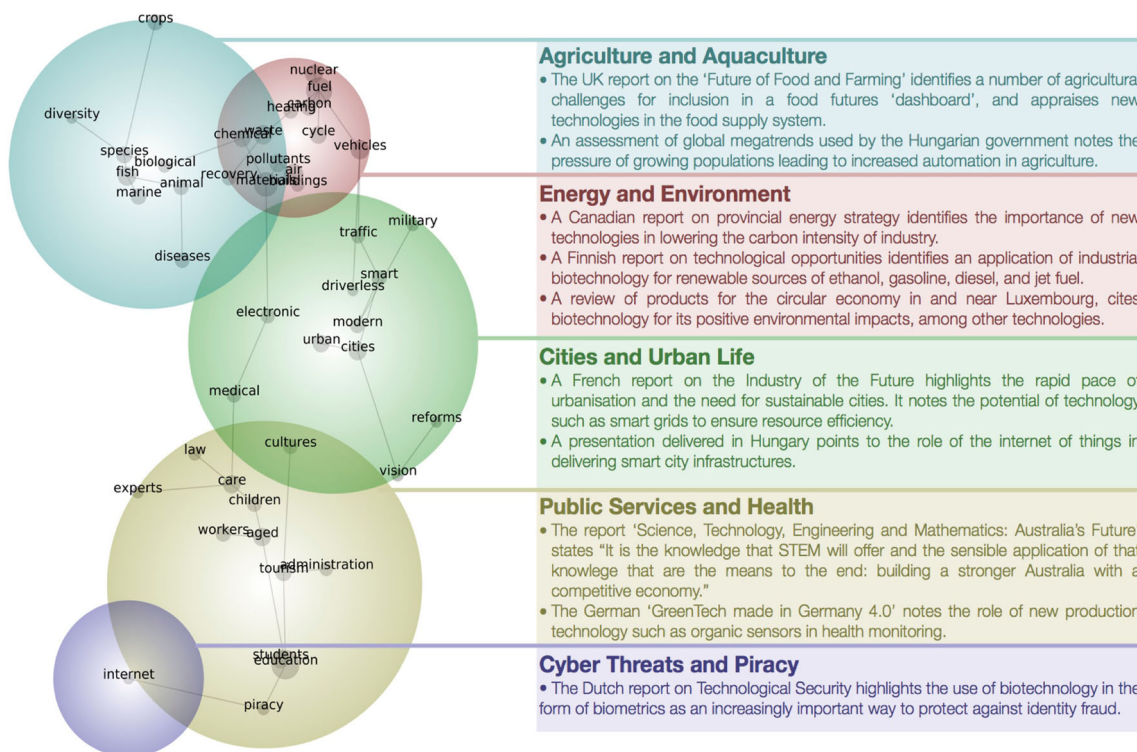 crops
diversity
species
biological
fish
animal
marine
diseases
nuclear
fuel
carbon
heating
chemical
waste
cycle
vehicles
pollutants
air
recovery
materials
buildings
military
traffic
smart
driverless
electronic
modern
urban
cities
medical
reforms
cultures
vision
law
care
experts
children
workers
aged
tourism
administration
students
education
internet
piracy
Agriculture and Aquaculture
• The UK report on the ‘Future of Food and Farming’ identifies a number of agricultura
challenges for inclusion in a food futures ‘dashboard’, and appraises new
technologies in the food supply system.
• An assessment of global megatrends used by the Hungarian government notes the
pressure of growing populations leading to increased automation in agriculture.
Energy and Environment
• A Canadian report on provincial energy strategy identifies the importance of new
technologies in lowering the carbon intensity of industry.
• A Finnish report on technological opportunities identifies an application of industria
biotechnology for renewable sources of ethanol, gasoline, diesel, and jet fuel.
• A review of products for the circular economy in and near Luxembourg, cites
biotechnology for its positive environmental impacts, among other technologies.
Cities and Urban Life
• A French report on the Industry of the Future highlights the rapid pace of
urbanisation and the need for sustainable cities. It notes the potential of technology
such as smart grids to ensure resource efficiency.
• A presentation delivered in Hungary points to the role of the internet of things in
delivering smart city infrastructures.
Public Services and Health
• The report ‘Science, Technology, Engineering and Mathematics: Australia’s Future
states “It is the knowledge that STEM will offer and the sensible application of that
knowlege that are the means to the end: building a stronger Australia with a
competitive economy.”
• The German ‘GreenTech made in Germany 4.0’ notes the role of new production
technology such as organic sensors in health monitoring.
Cyber Threats and Piracy
• The Dutch report on Technological Security highlights the use of biotechnology in the
form of biometrics as an increasingly important way to protect against identity fraud.